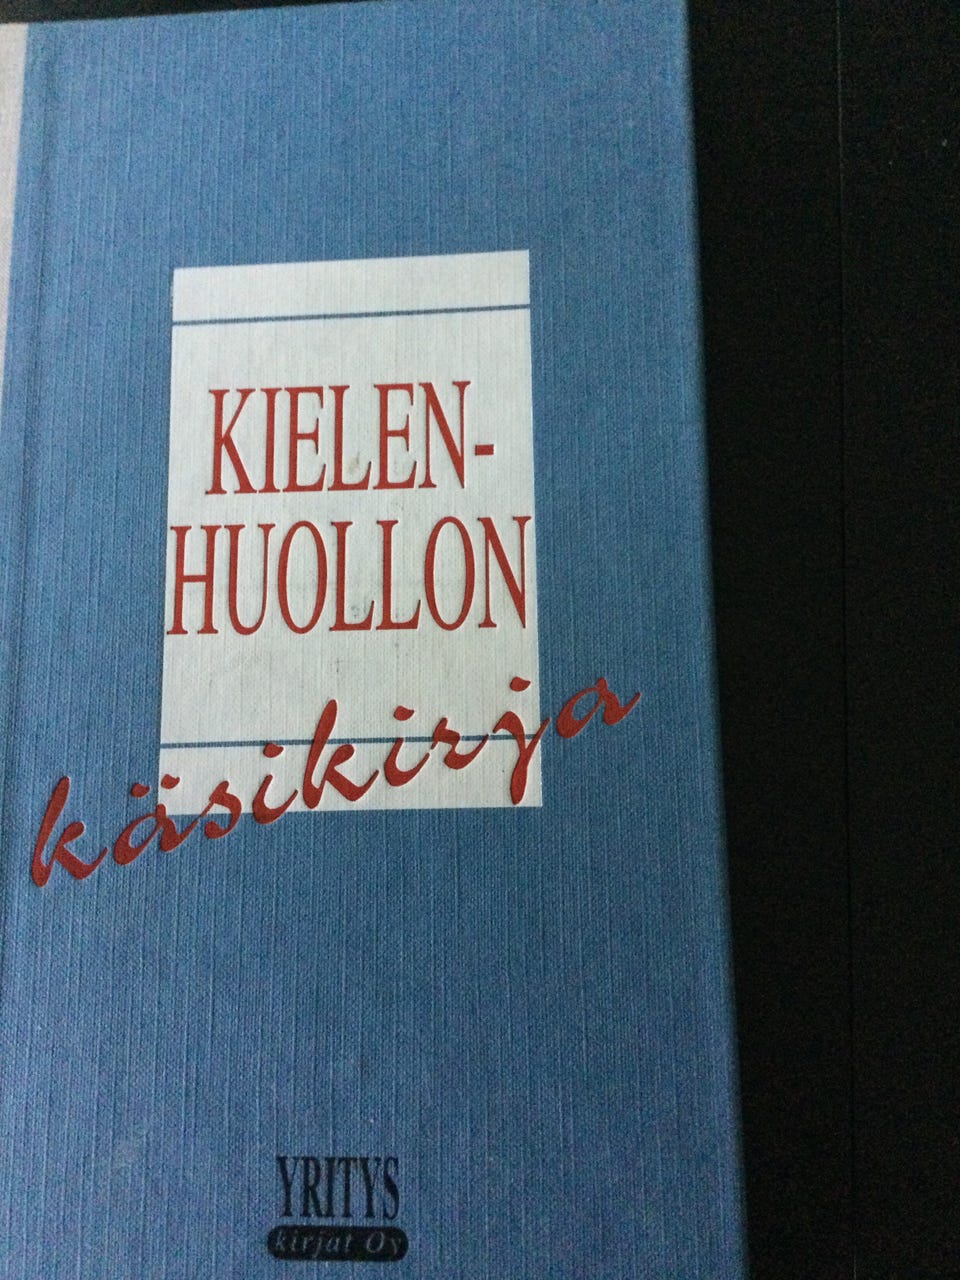 KIELEN-
HUOLLON
käsikirja
YRITYS
kirjat Oy